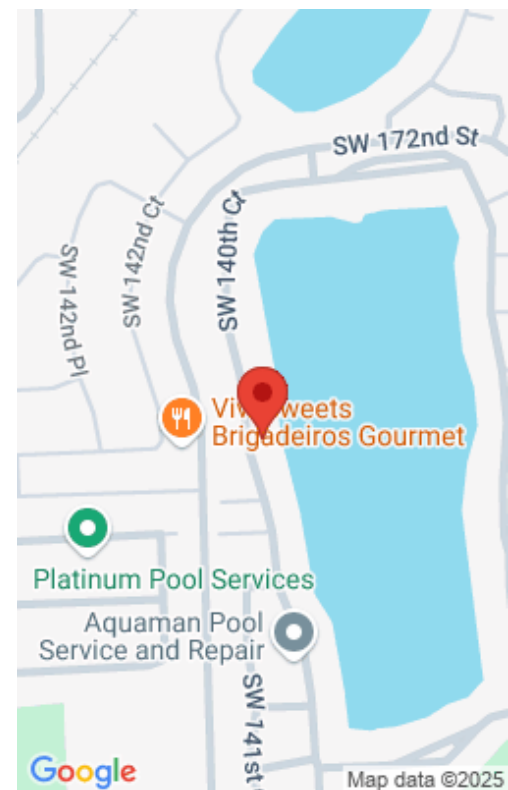 SW 172nd St
SW 140th Ct
SW 142nd Ct
SW 142nd Pl
Brigadeiros Gourmet
Platinum Pool Services
Aquaman Pool
Service and Repair
SW 141st
Google
Map data ©2025